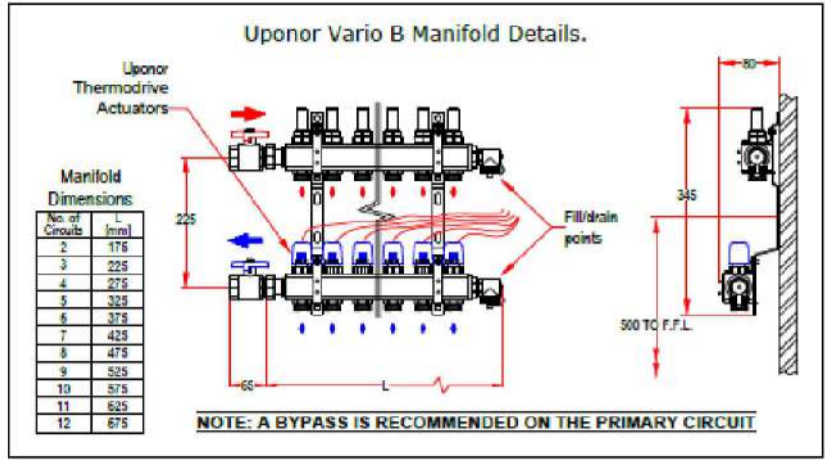 Uponor Vario B Manifold Details.
Uponor
Thermodrive
Actuators
80
Manifold
Dimensions
No. of Circuits L [mm]
2 175
3 225
4 275
5 325
6 375
7 425
8 475
9 525
10 575
11 625
12 675
225
345
Fill/drain
points
500 TO F.F.L.
65
L
NOTE: A BYPASS IS RECOMMENDED ON THE PRIMARY CIRCUIT